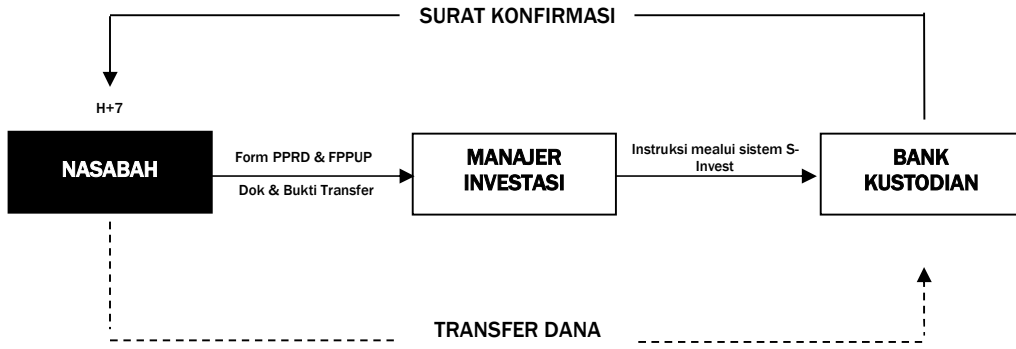 SURAT KONFIRMASI
H+7
NASABAH
Form PPRD & FPPUP
Dok & Bukti Transfer
MANAJER
INVESTASI
Instruksi mealui sistem S-
Invest
BANK
KUSTODIAN
TRANSFER DANA